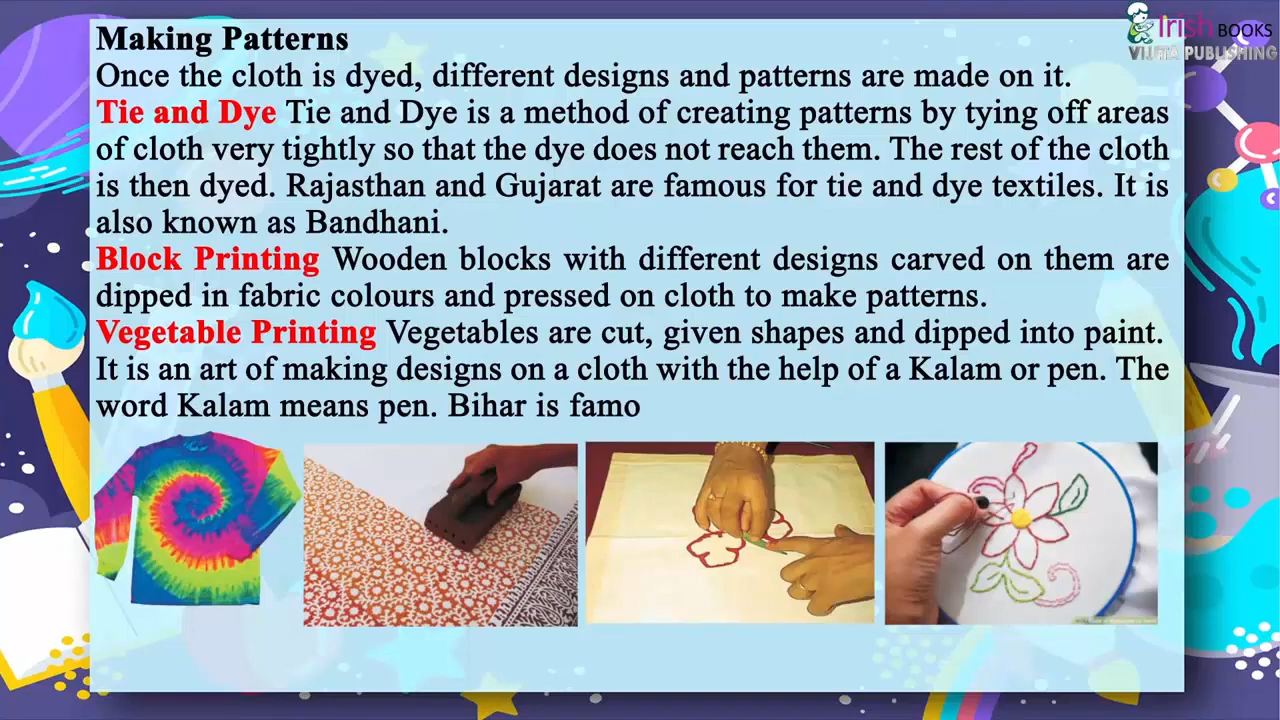 Making Patterns
Once the cloth is dyed, different designs and patterns are made on it.
Tie and Dye Tie and Dye is a method of creating patterns by tying off areas
of cloth very tightly so that the dye does not reach them. The rest of the cloth
is then dyed. Rajasthan and Gujarat are famous for tie and dye textiles. It is
also known as Bandhani.
Block Printing Wooden blocks with different designs carved on them are
dipped in fabric colours and pressed on cloth to make patterns.
Vegetable Printing Vegetables are cut, given shapes and dipped into paint.
It is an art of making designs on a cloth with the help of a Kalam or pen. The
word Kalam means pen. Bihar is famo
Irish BOOKS
PUBLISHING